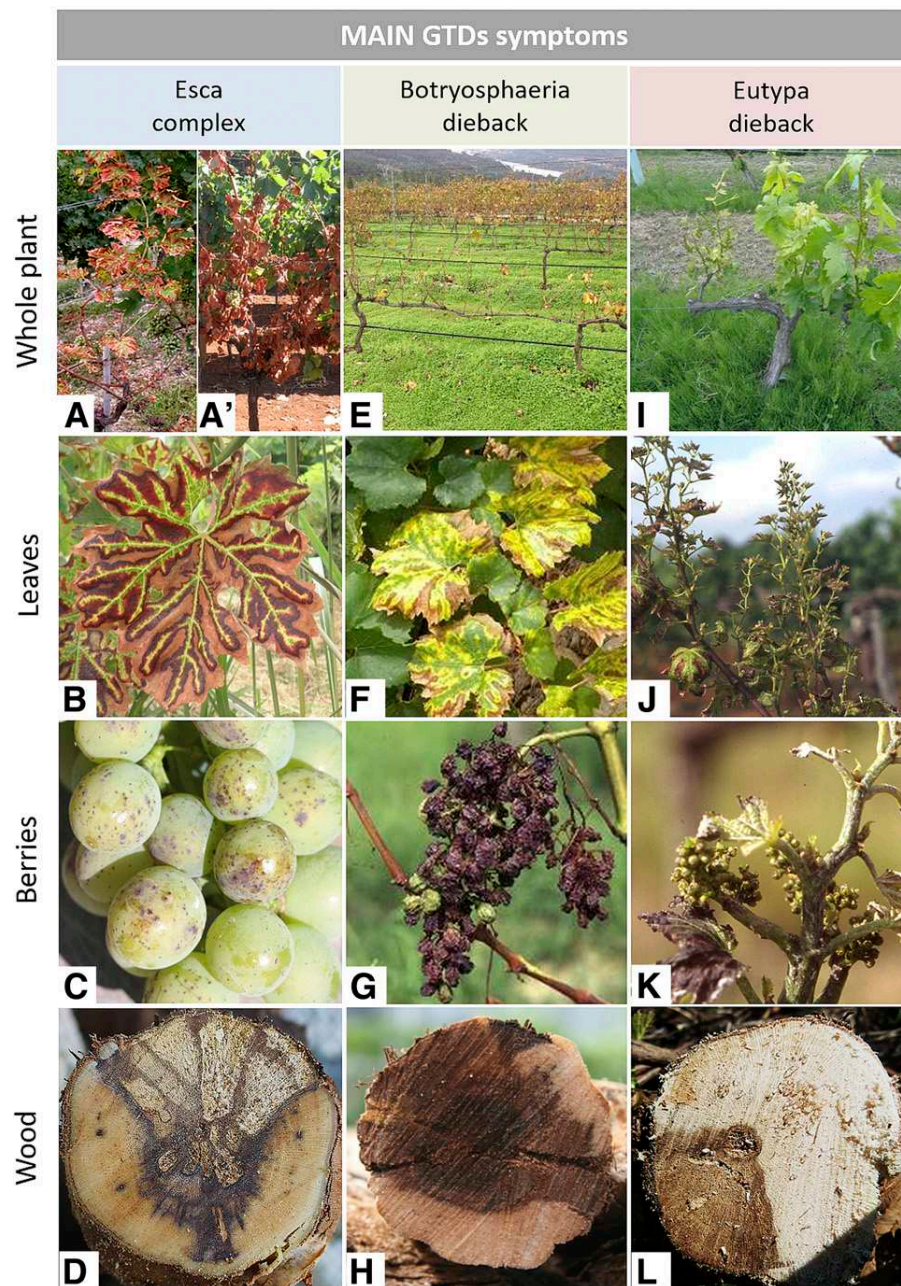 MAIN GTDs symptoms
Esca
complex
Botryosphaeria
dieback
Eutypa
dieback
Whole plant
A
A’
E
I
Leaves
B
F
J
Berries
C
G
K
Wood
D
H
L